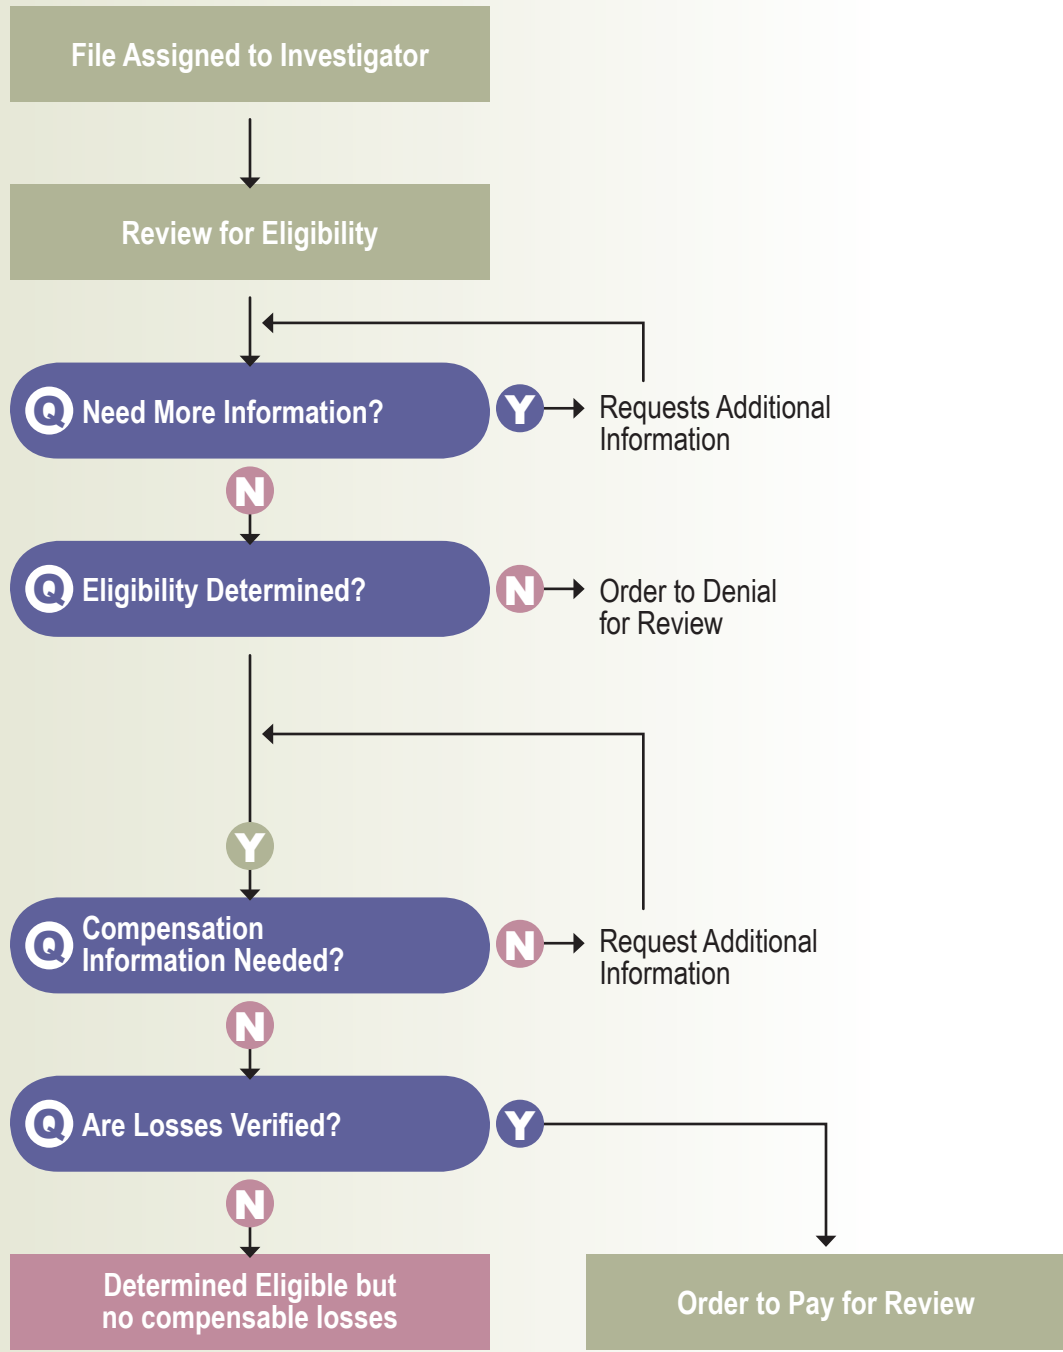 File Assigned to Investigator
Review for Eligibility
Q Need More Information?
Y
Requests Additional
Information
N
Q Eligibility Determined?
N
Order to Denial
for Review
Y
Q Compensation
Information Needed?
N
Request Additional
Information
N
Q Are Losses Verified?
Y
N
Determined Eligible but
no compensable losses
Order to Pay for Review